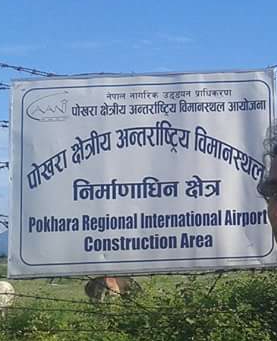 नेपाल नागरिक उड्डयन प्राधिकरण
पोखरा क्षेत्रीय अन्तर्राष्ट्रिय विमानस्थल आयोजना
पोखरा क्षेत्रीय अन्तर्राष्ट्रिय विमानस्थल
निर्माणाधिन क्षेत्र
Pokhara Regional International Airport
Construction Area